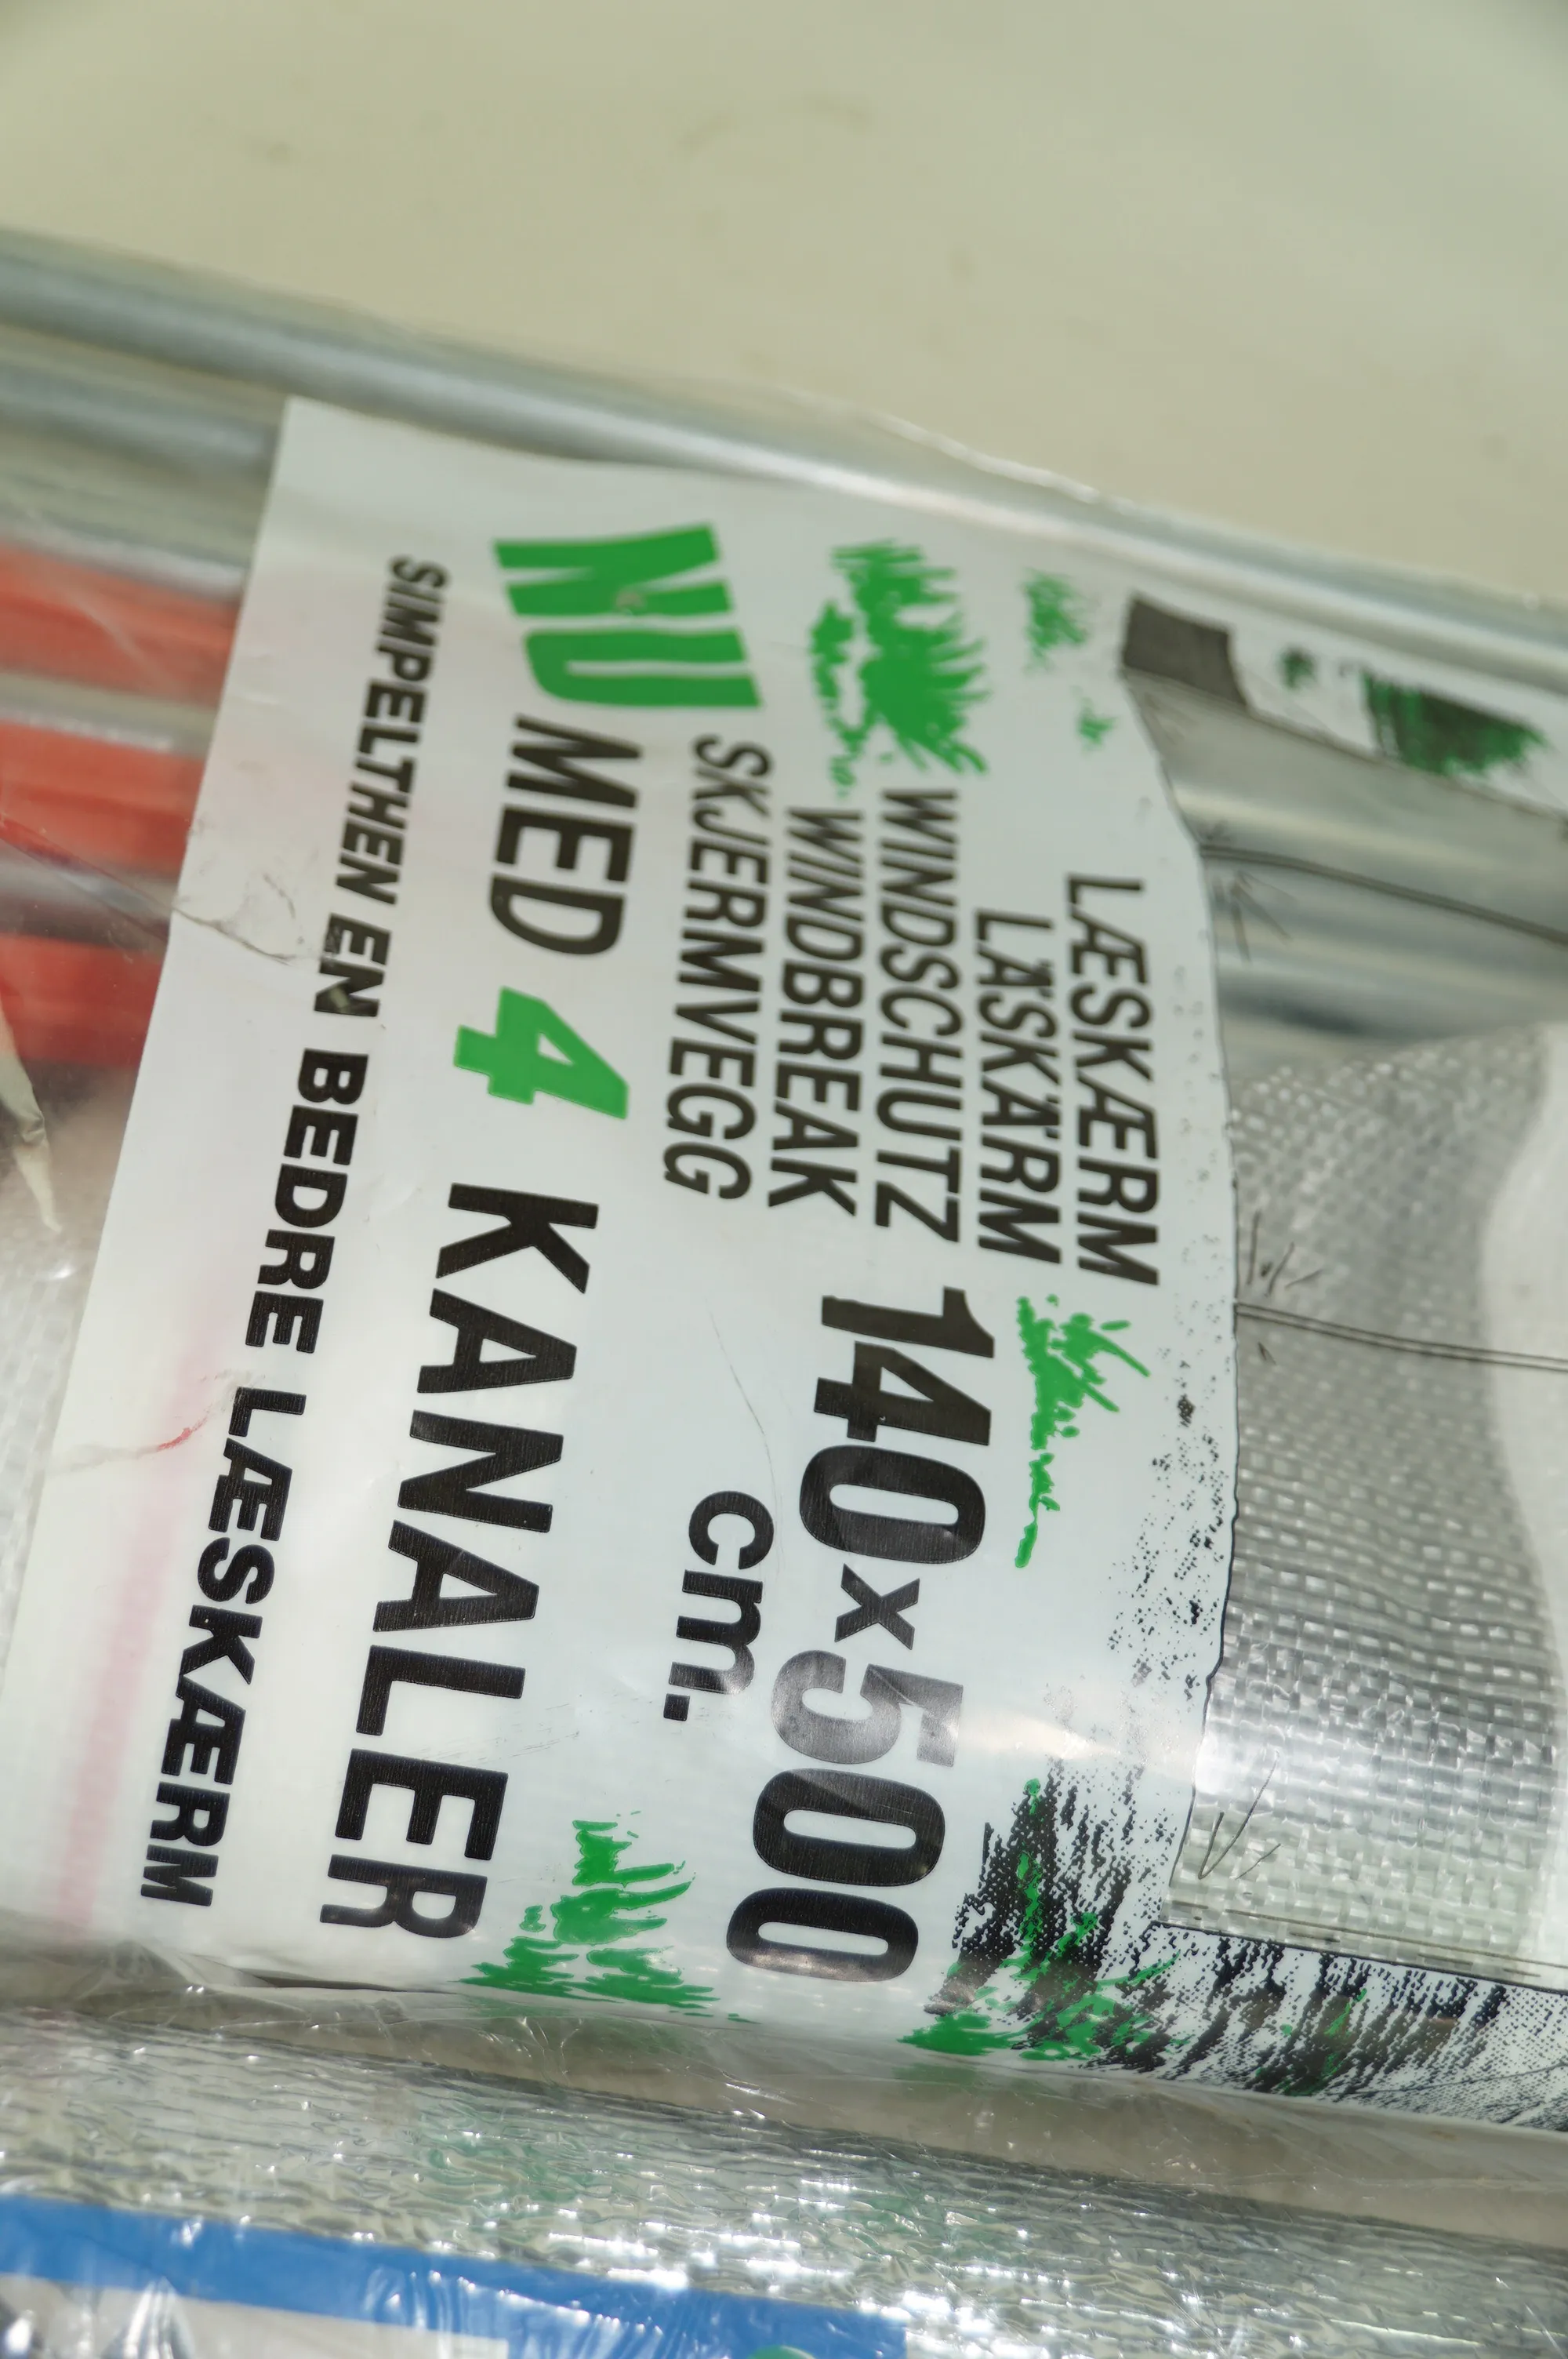 LÆSKÆRM
LÄSKÄRM
WINDSCHUTZ
WINDBREAK
SKJERMVEGG
140x500
cm.
NU MED 4 KANALER
SIMPELTHEN EN BEDRE LÆSKÆRM